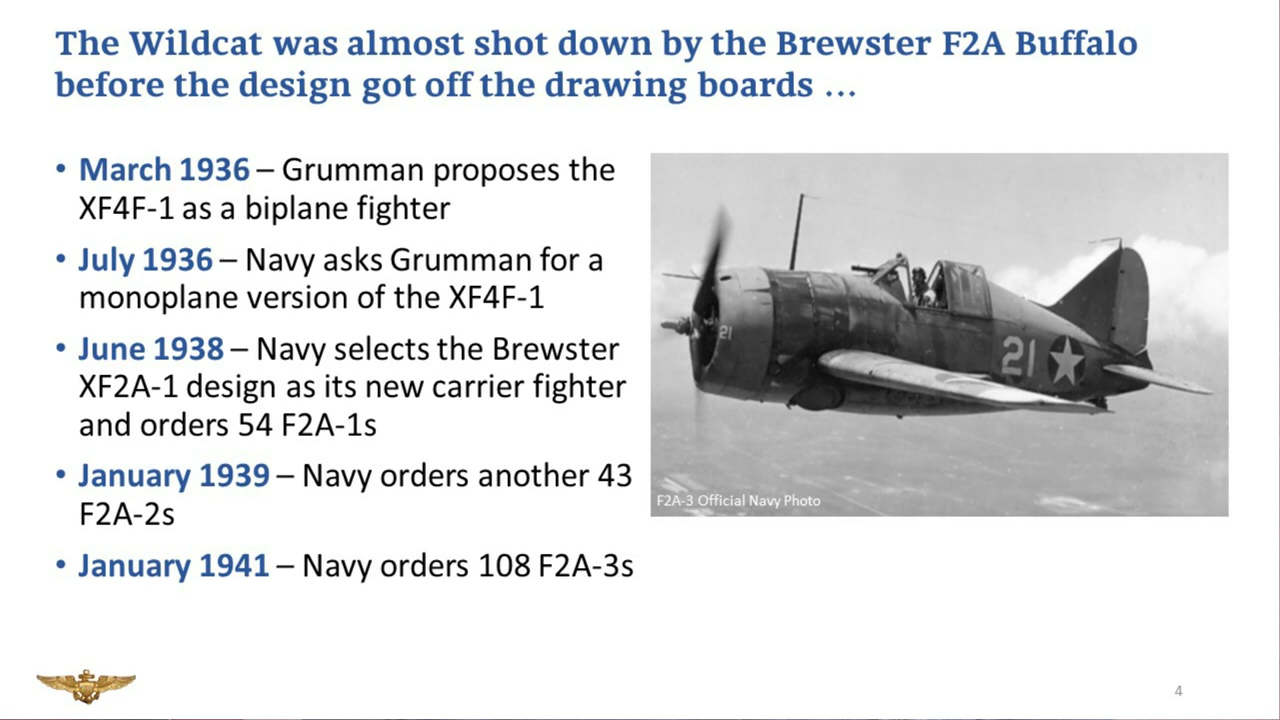 The Wildcat was almost shot down by the Brewster F2A Buffalo
before the design got off the drawing boards …
• March 1936 – Grumman proposes the
XF4F-1 as a biplane fighter
• July 1936 – Navy asks Grumman for a
monoplane version of the XF4F-1
• June 1938 – Navy selects the Brewster
XF2A-1 design as its new carrier fighter
and orders 54 F2A-1s
• January 1939 – Navy orders another 43
F2A-2s
• January 1941 – Navy orders 108 F2A-3s
21
21
F2A-3 Official Navy Photo
4